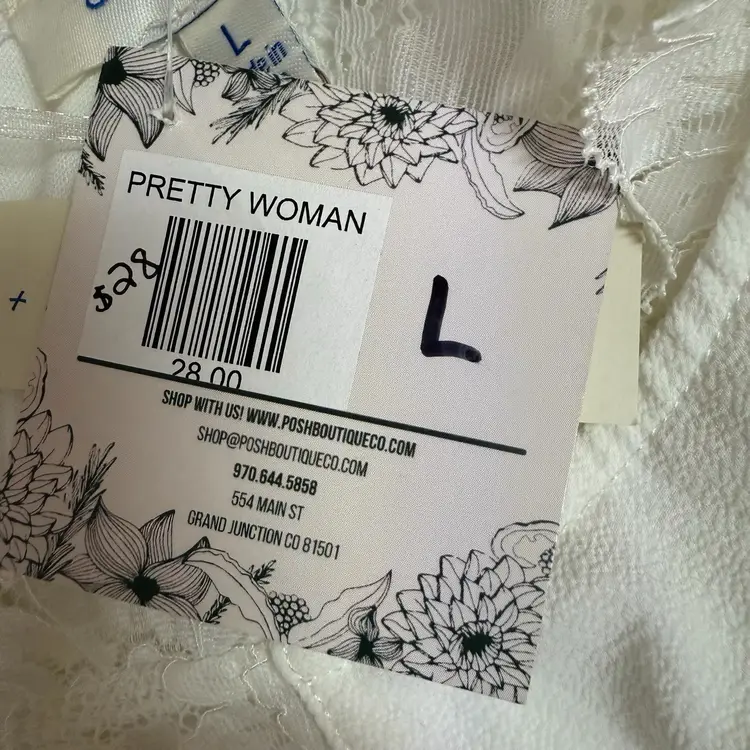 L
PRETTY WOMAN
$28
L
28.00
SHOP WITH US! WWW.POSHBOUTIQUECO.COM
SHOP@POSHBOUTIQUECO.COM
970.644.5858
554 MAIN ST
GRAND JUNCTION CO 81501